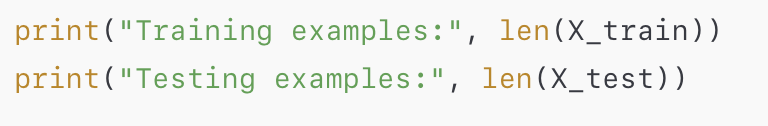 print("Training examples:", len(X_train))
print("Testing examples:", len(X_test))